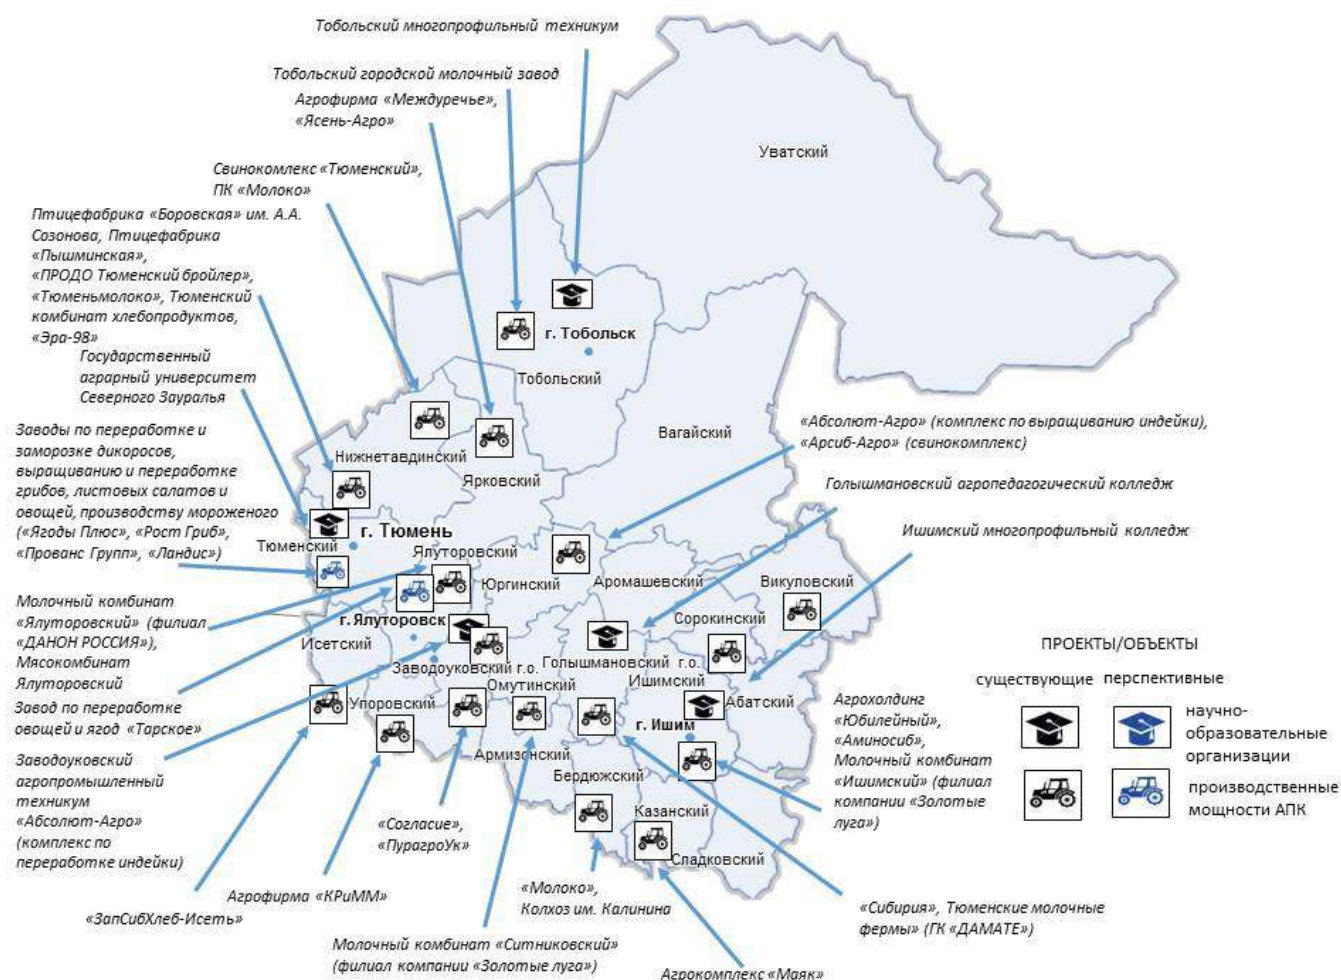 Тобольский многопрофильный техникум
Тобольский городской молочный завод
Агрофирма «Междуречье»,
«Ясень-Агро»
Свинокомлекс «Тюменский»,
ПК «Молоко»
Птицефабрика «Боровская» им. А.А.
Созонова, Птицефабрика
«Пышминская»,
«ПРОДО Тюменский бройлер»,
«Тюменьмолоко», Тюменский
комбинат хлебопродуктов,
«Эра-98»
Государственный
аграрный университет
Северного Зауралья
Заводы по переработке и
заморозке дикоросов,
выращиванию и переработке
грибов, листовых салатов и
овощей, производству мороженого
(«Ягоды Плюс», «Рост Гриб»,
«Прованс Групп», «Ландис»)
Молочный комбинат
«Ялуторовский» (филиал
«ДАНОН РОССИЯ»),
Мясокомбинат
Ялуторовский
Завод по переработке
овощей и ягод «Тарское»
Заводоуковский
агропромышленный
техникум
«Абсолют-Агро»
(комплекс по
переработке индейки)
«ЗапСибХлеб-Исеть»
Агрофирма «КРиММ»
«Согласие»,
«ПурагроУк»
Молочный комбинат «Ситниковский»
(филиал компании «Золотые луга»)
«Молоко»,
Колхоз им. Калинина
Агрокомплекс «Маяк»
«Сибирия», Тюменские молочные
фермы» (ГК «ДАМАТЕ»)
Агрохолдинг
«Юбилейный»,
«Аминосиб»,
Молочный комбинат
«Ишимский» (филиал
компании «Золотые
луга»)
«Абсолют-Агро» (комплекс по выращиванию индейки),
«Арсиб-Агро» (свинокомплекс)
Голышмановский агропедагогический колледж
Ишимский многопрофильный колледж
Уватский
г. Тобольск
Тобольский
Вагайский
Нижнетавдинский
Ярковский
г. Тюмень
Тюменский
Ялуторовский
Юргинский
Аромашевский
Викуловский
г. Ялуторовск
Сорокинский
Исетский
Заводоуковский г.о.
Голышмановский г.о.
Омутинский
Ишимский
Абатский
Упоровский
г. Ишим
Армизонский
Бердюжский
Казанский
Сладковский
ПРОЕКТЫ/ОБЪЕКТЫ
существующие перспективные
научно-
образовательные
организации
производственные
мощности АПК